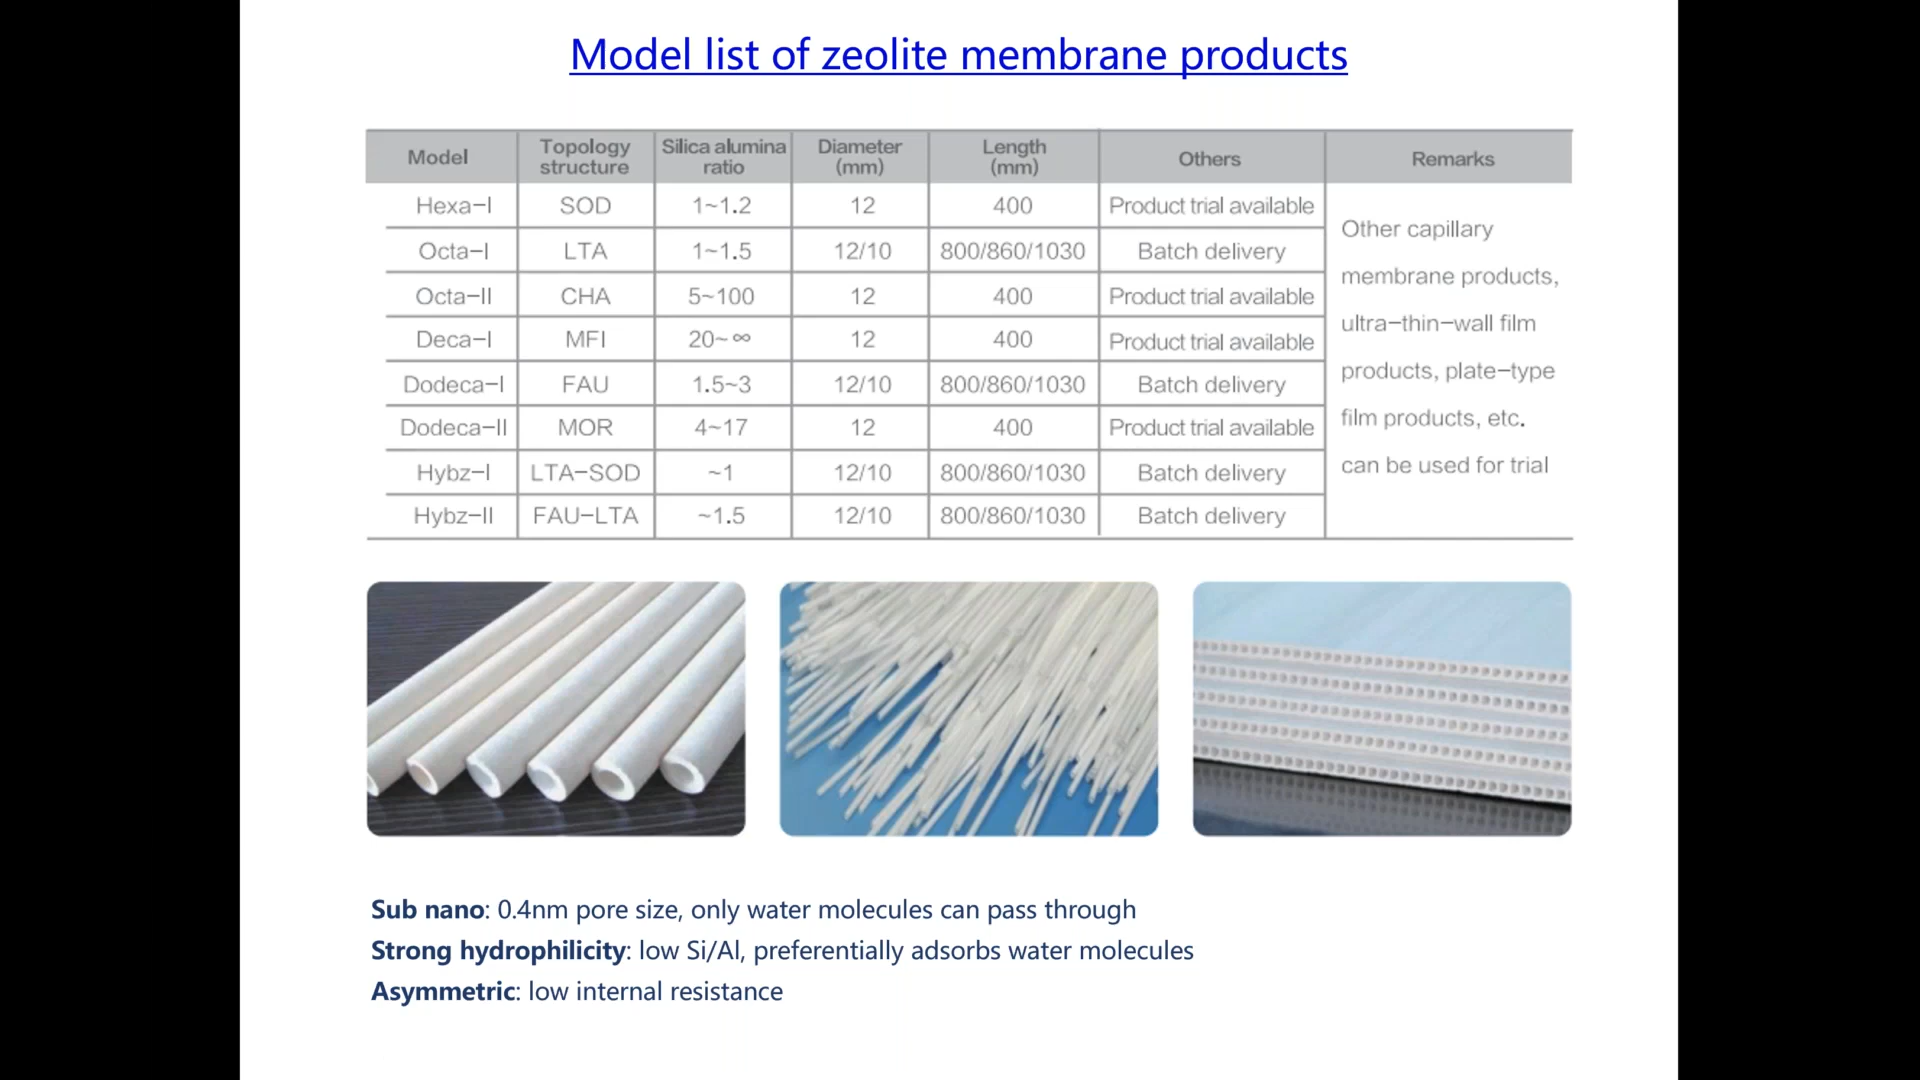 Model list of zeolite membrane products
Model Topology structure Silica alumina ratio Diameter (mm) Length (mm) Others Remarks
Hexa-I SOD 1~1.2 12 400 Product trial available
Octa-I LTA 1~1.5 12/10 800/860/1030 Batch delivery
Octa-II CHA 5~100 12 400 Product trial available
Deca-I MFI 20~∞ 12 400 Product trial available
Dodeca-I FAU 1.5~3 12/10 800/860/1030 Batch delivery
Dodeca-II MOR 4~17 12 400 Product trial available
Hybz-I LTA-SOD ~1 12/10 800/860/1030 Batch delivery
Hybz-II FAU-LTA ~1.5 12/10 800/860/1030 Batch delivery
Other capillary
membrane products,
ultra-thin-wall film
products, plate-type
film products, etc.
can be used for trial
Sub nano: 0.4nm pore size, only water molecules can pass through
Strong hydrophilicity: low Si/Al, preferentially adsorbs water molecules
Asymmetric: low internal resistance